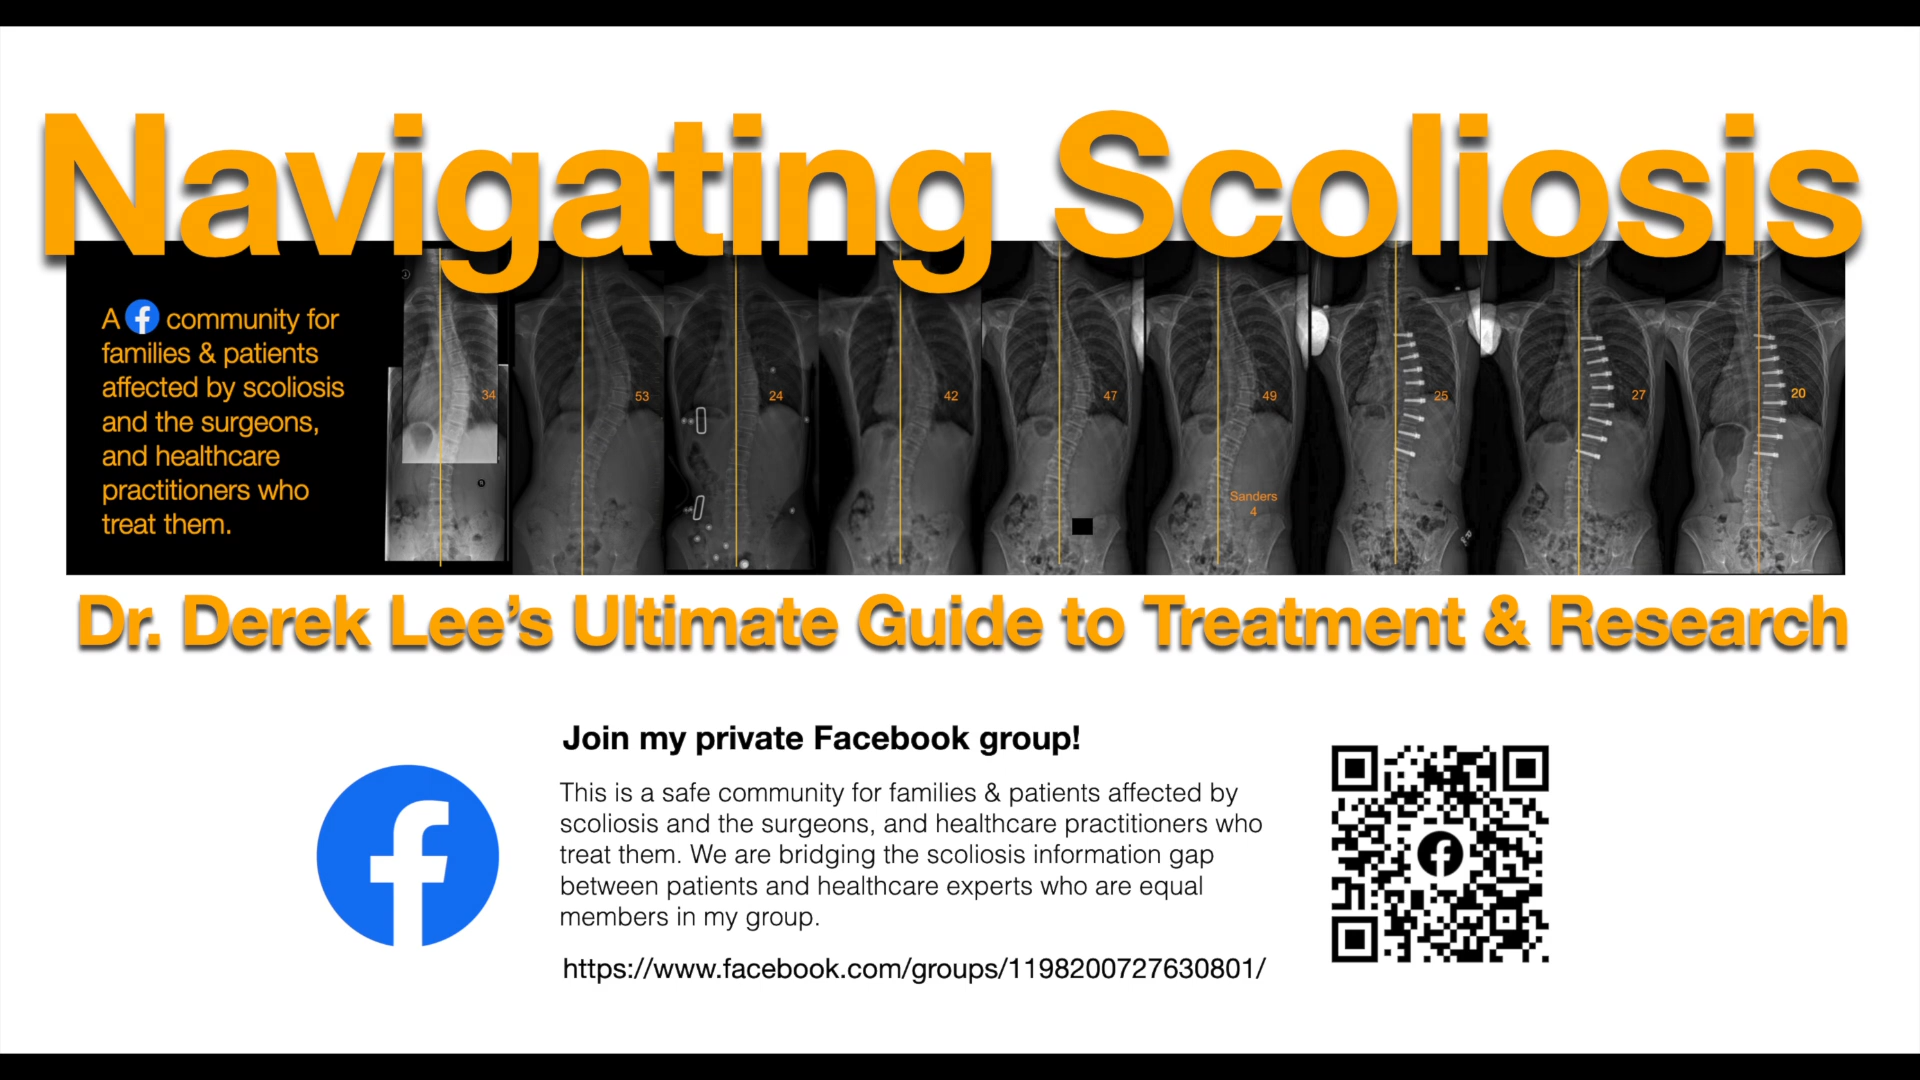 Navigating Scoliosis
A f community for
families & patients
affected by scoliosis
and the surgeons,
and healthcare
practitioners who
treat them.
34
53
24
42
47
49
25
27
20
Sanders
4
Dr. Derek Lee’s Ultimate Guide to Treatment & Research
Join my private Facebook group!
This is a safe community for families & patients affected by
scoliosis and the surgeons, and healthcare practitioners who
treat them. We are bridging the scoliosis information gap
between patients and healthcare experts who are equal
members in my group.
https://www.facebook.com/groups/1198200727630801/